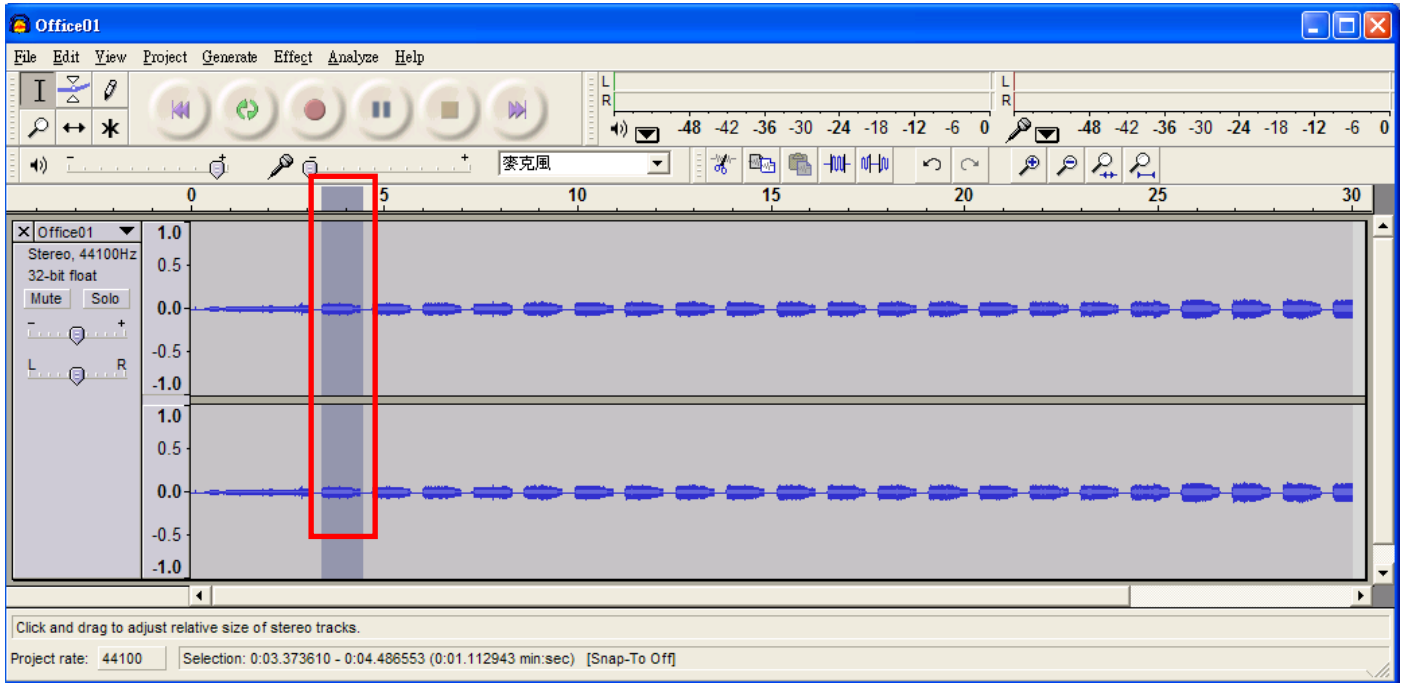 Office01
File Edit View Project Generate Effect Analyze Help
L
R
-48 -42 -36 -30 -24 -18 -12 -6 0
L
R
-48 -42 -36 -30 -24 -18 -12 -6 0
- +
- +
麥克風
0 5 10 15 20 25 30
X Office01
Stereo, 44100Hz
32-bit float
Mute Solo
- +
L R
1.0
0.5
0.0
-0.5
-1.0
1.0
0.5
0.0
-0.5
-1.0
Click and drag to adjust relative size of stereo tracks.
Project rate: 44100 Selection: 0:03.373610 - 0:04.486553 (0:01.112943 min:sec) [Snap-To Off]